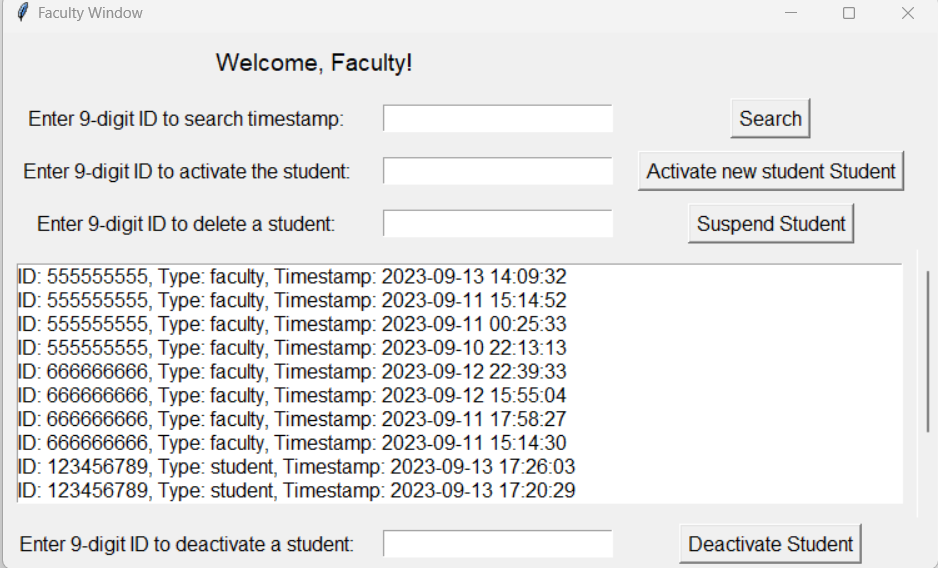 Faculty Window
Welcome, Faculty!
Enter 9-digit ID to search timestamp: Search
Enter 9-digit ID to activate the student: Activate new student Student
Enter 9-digit ID to delete a student: Suspend Student
ID: 555555555, Type: faculty, Timestamp: 2023-09-13 14:09:32
ID: 555555555, Type: faculty, Timestamp: 2023-09-11 15:14:52
ID: 555555555, Type: faculty, Timestamp: 2023-09-11 00:25:33
ID: 555555555, Type: faculty, Timestamp: 2023-09-10 22:13:13
ID: 666666666, Type: faculty, Timestamp: 2023-09-12 22:39:33
ID: 666666666, Type: faculty, Timestamp: 2023-09-12 15:55:04
ID: 666666666, Type: faculty, Timestamp: 2023-09-11 17:58:27
ID: 666666666, Type: faculty, Timestamp: 2023-09-11 15:14:30
ID: 123456789, Type: student, Timestamp: 2023-09-13 17:26:03
ID: 123456789, Type: student, Timestamp: 2023-09-13 17:20:29
Enter 9-digit ID to deactivate a student: Deactivate Student